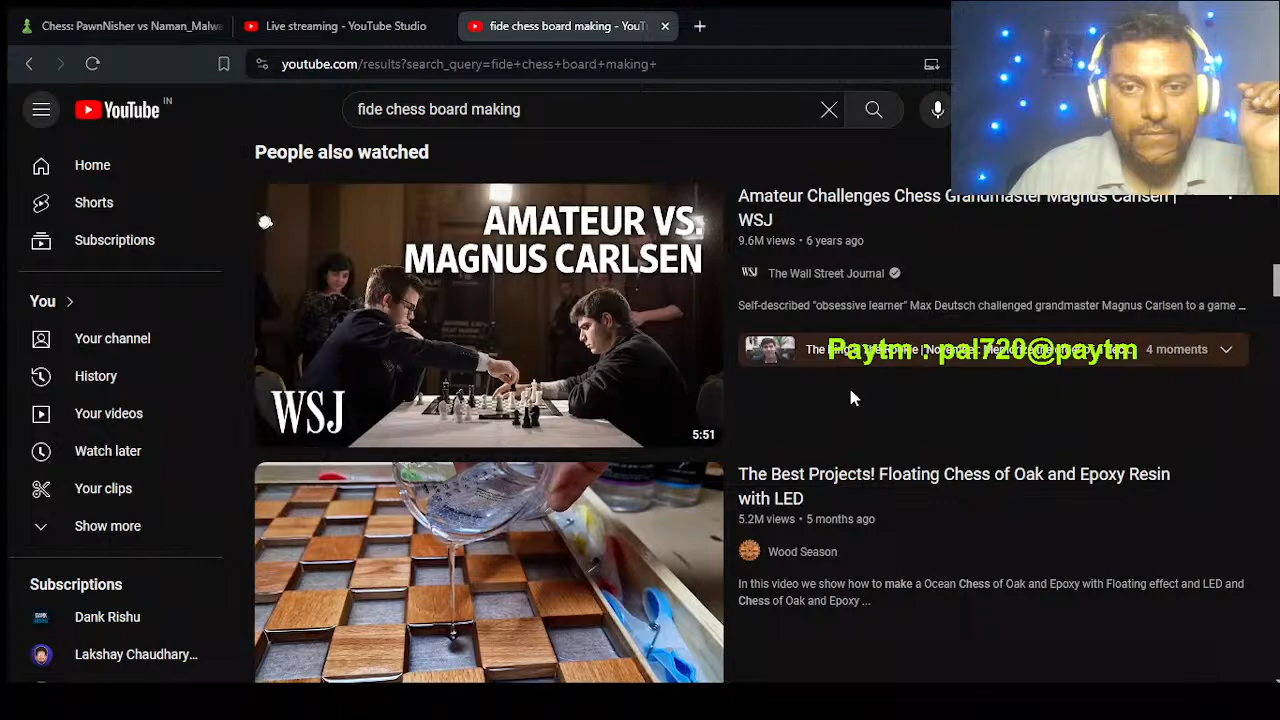 Chess: PawnNisher vs Naman_Malwa
Live streaming - YouTube Studio
fide chess board making - YouT
youtube.com/results?search_query=fide+chess+board+making+
YouTube IN
fide chess board making
Home
Shorts
Subscriptions
You
Your channel
History
Your videos
Watch later
Your clips
Show more
Subscriptions
Dank Rishu
Lakshay Chaudhary...
People also watched
AMATEUR VS.
MAGNUS CARLSEN
WSJ
5:51
Amateur Challenges Chess Grandmaster Magnus Carlsen |
WSJ
9.6M views • 6 years ago
WSJ The Wall Street Journal
Self-described "obsessive learner" Max Deutsch challenged grandmaster Magnus Carlsen to a game ...
The
Paytm : pal720@paytm
4 moments
The Best Projects! Floating Chess of Oak and Epoxy Resin
with LED
5.2M views • 5 months ago
Wood Season
In this video we show how to make a Ocean Chess of Oak and Epoxy with Floating effect and LED and
Chess of Oak and Epoxy ...